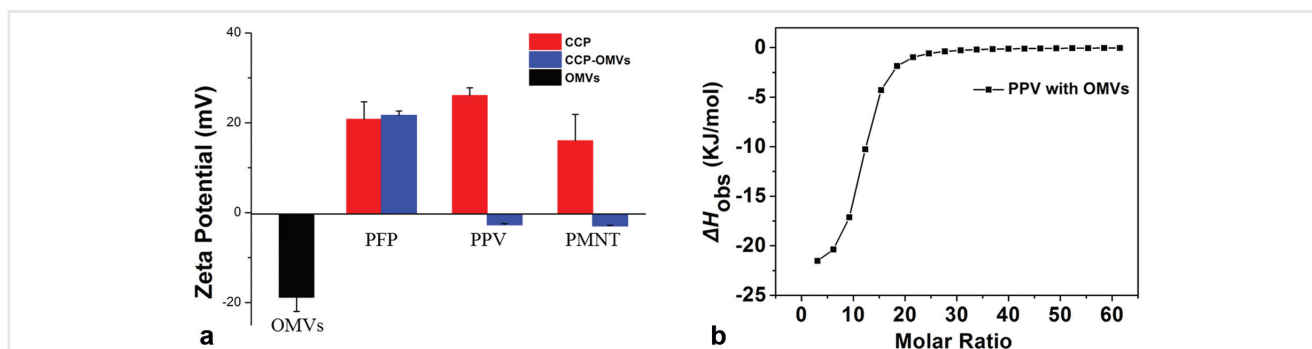 40
20
0
-20
Zeta Potential (mV)
CCP
CCP-OMVs
OMVs
PFP
PPV
PMNT
OMVs
a
0
-5
-10
-15
-20
-25
ΔHobs (KJ/mol)
PPV with OMVs
0 10 20 30 40 50 60
Molar Ratio
b